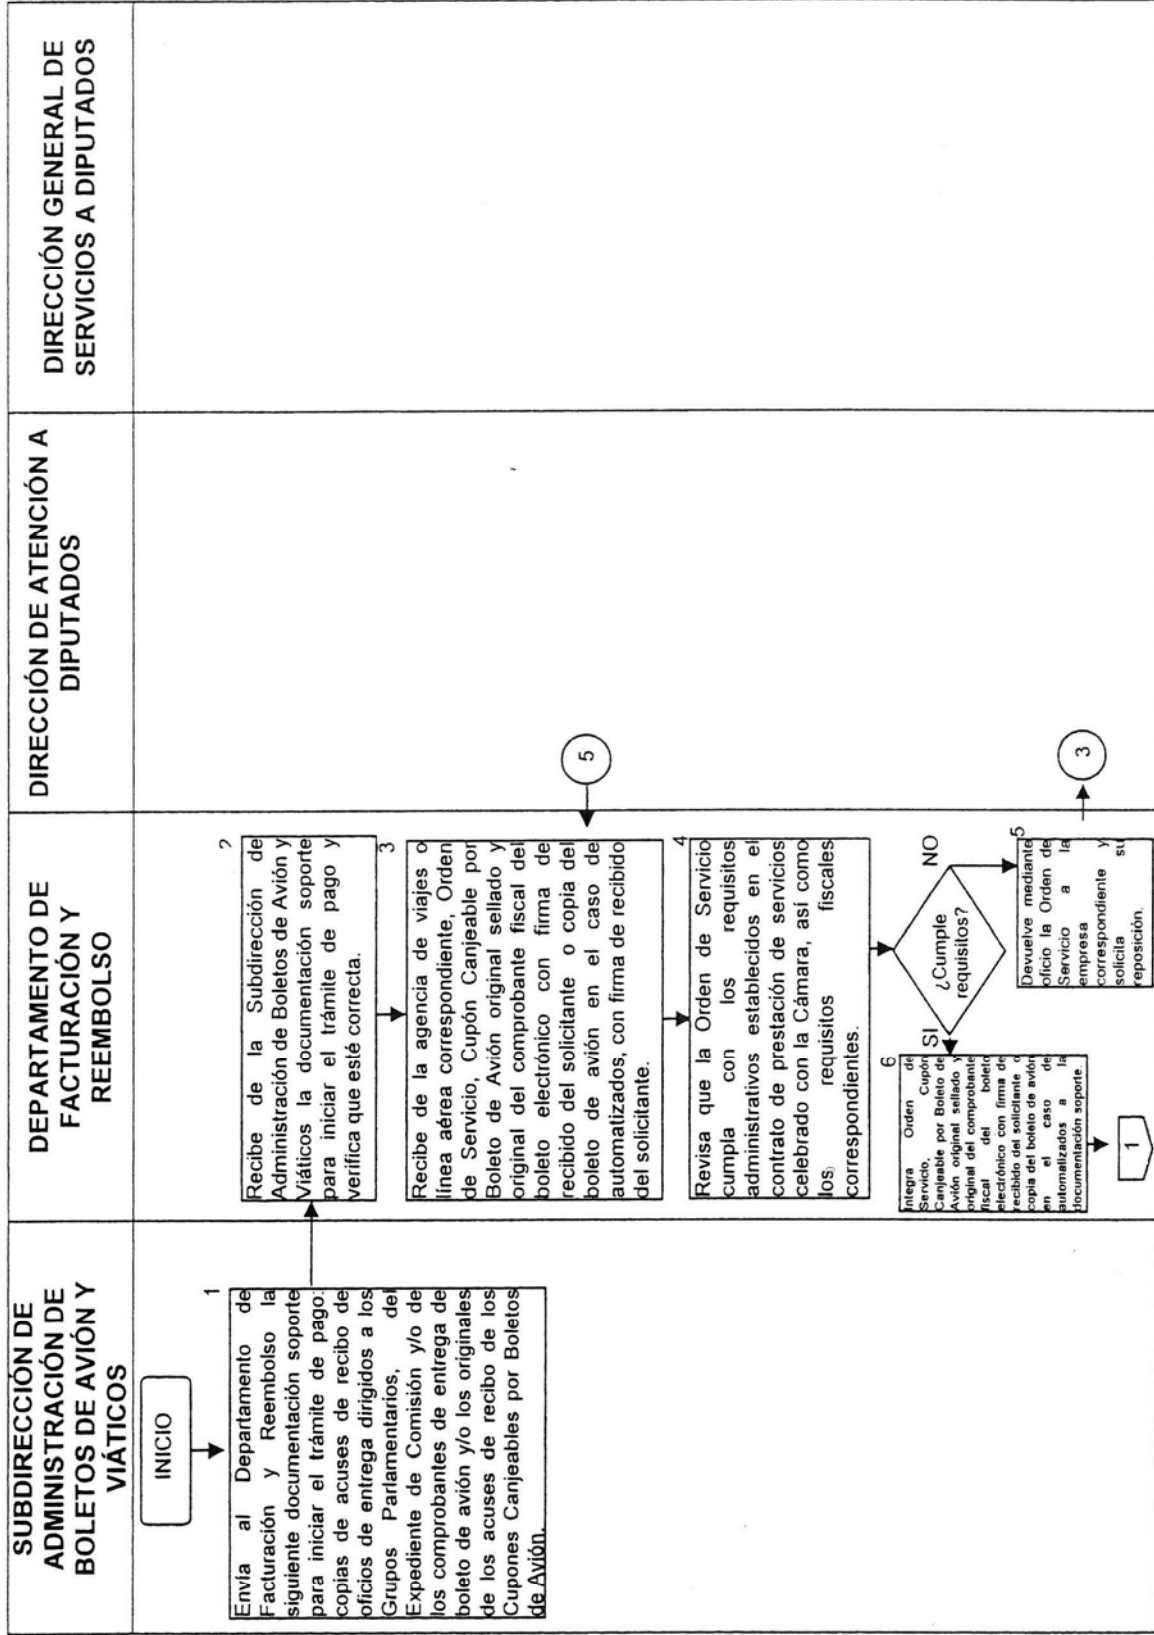 SUBDIRECCIÓN DE
ADMINISTRACIÓN DE
BOLETOS DE AVIÓN Y
VIÁTICOS
DEPARTAMENTO DE
FACTURACIÓN Y
REEMBOLSO
DIRECCIÓN DE ATENCIÓN A
DIPUTADOS
DIRECCIÓN GENERAL DE
SERVICIOS A DIPUTADOS
INICIO
1
Envía al Departamento de
Facturación y Reembolso la
siguiente documentación soporte
para iniciar el trámite de pago:
copias de acuses de recibo de
oficios de entrega dirigidos a los
Grupos Parlamentarios, del
Expediente de Comisión y/o de
los comprobantes de entrega de
boleto de avión y/o los originales
de los acuses de recibo de los
Cupones Canjeables por Boletos
de Avión.
2
Recibe de la Subdirección de
Administración de Boletos de Avión y
Viáticos la documentación soporte
para iniciar el trámite de pago y
verifica que esté correcta.
3
Recibe de la agencia de viajes o
línea aérea correspondiente, Orden
de Servicio, Cupón Canjeable por
Boleto de Avión original sellado y
original del comprobante fiscal del
boleto electrónico con firma de
recibido del solicitante o copia del
boleto de avión en el caso de
automatizados, con firma de recibido
del solicitante.
5
4
Revisa que la Orden de Servicio
cumpla con los requisitos
administrativos establecidos en el
contrato de prestación de servicios
celebrado con la Cámara, así como
los requisitos fiscales
correspondientes.
¿Cumple
requisitos?
SI
NO
6
Integra Orden de
Servicio, Cupón
Canjeable por Boleto de
Avión original sellado y
original del comprobante
fiscal del boleto
electrónico con firma de
recibido del solicitante o
copia del boleto de avión
en el caso de
automatizados a la
documentación soporte.
1
5
Devuelve mediante
oficio la Orden de
Servicio a la
empresa
correspondiente y
solicita su
reposición.
3